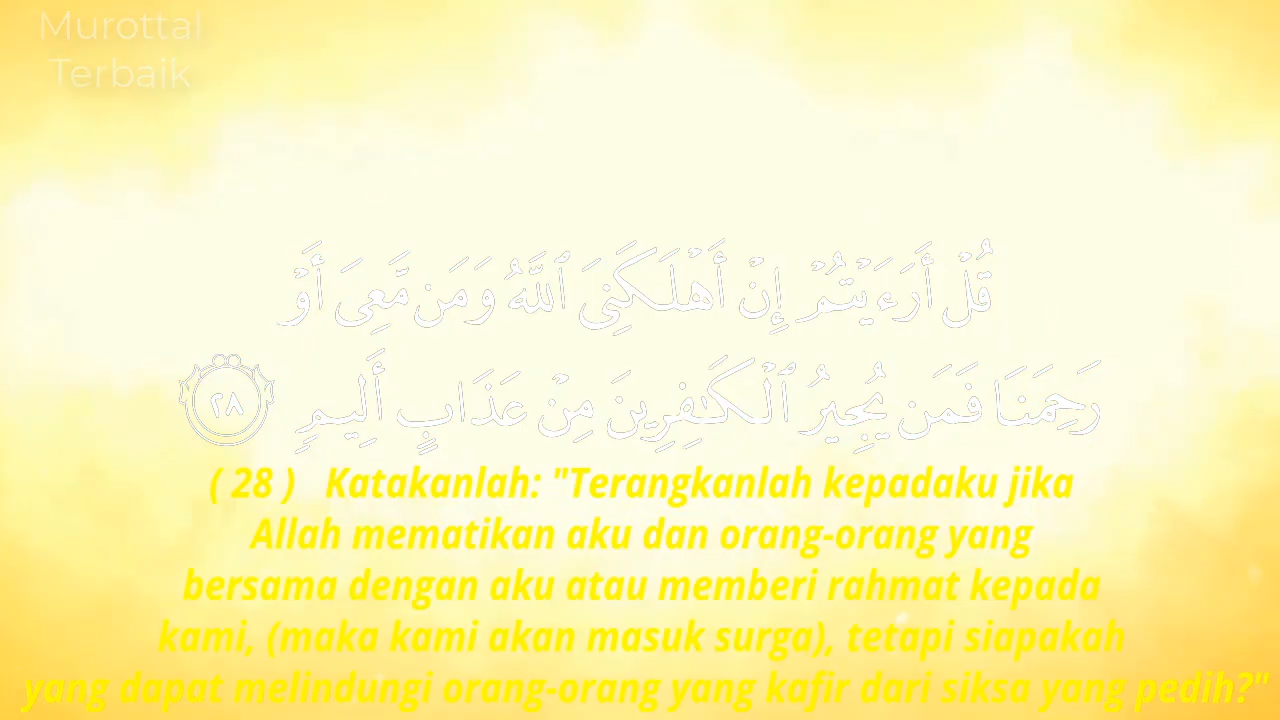 Murottal
Terbaik
قُلْ أَرَءَيْتُمْ إِنْ أَهْلَكَنِىَ ٱللَّهُ وَمَن مَّعِىَ أَوْ
رَحِمَنَا فَمَن يُجِيرُ ٱلْكَـٰفِرِينَ مِنْ عَذَابٍ أَلِيمٍ ٢٨
( 28 ) Katakanlah: "Terangkanlah kepadaku jika
Allah mematikan aku dan orang-orang yang
bersama dengan aku atau memberi rahmat kepada
kami, (maka kami akan masuk surga), tetapi siapakah
yang dapat melindungi orang-orang yang kafir dari siksa yang pedih?"